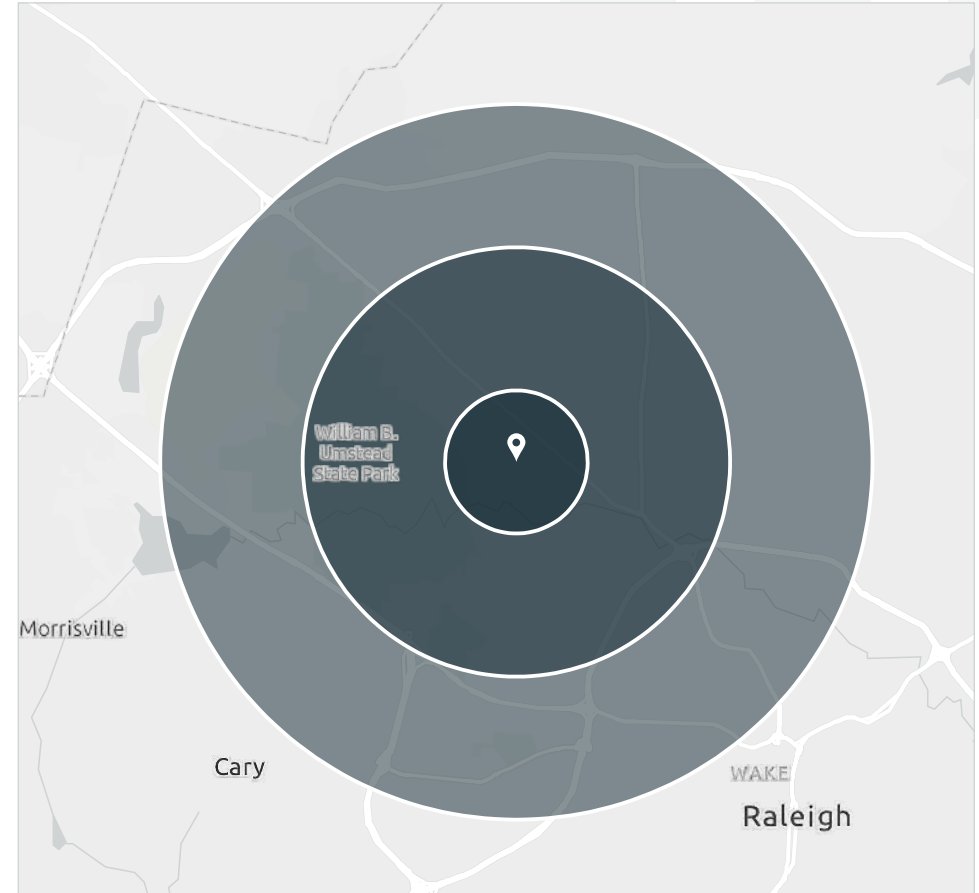 William B.
Umstead
State Park
Morrisville
Cary
WAKE
Raleigh